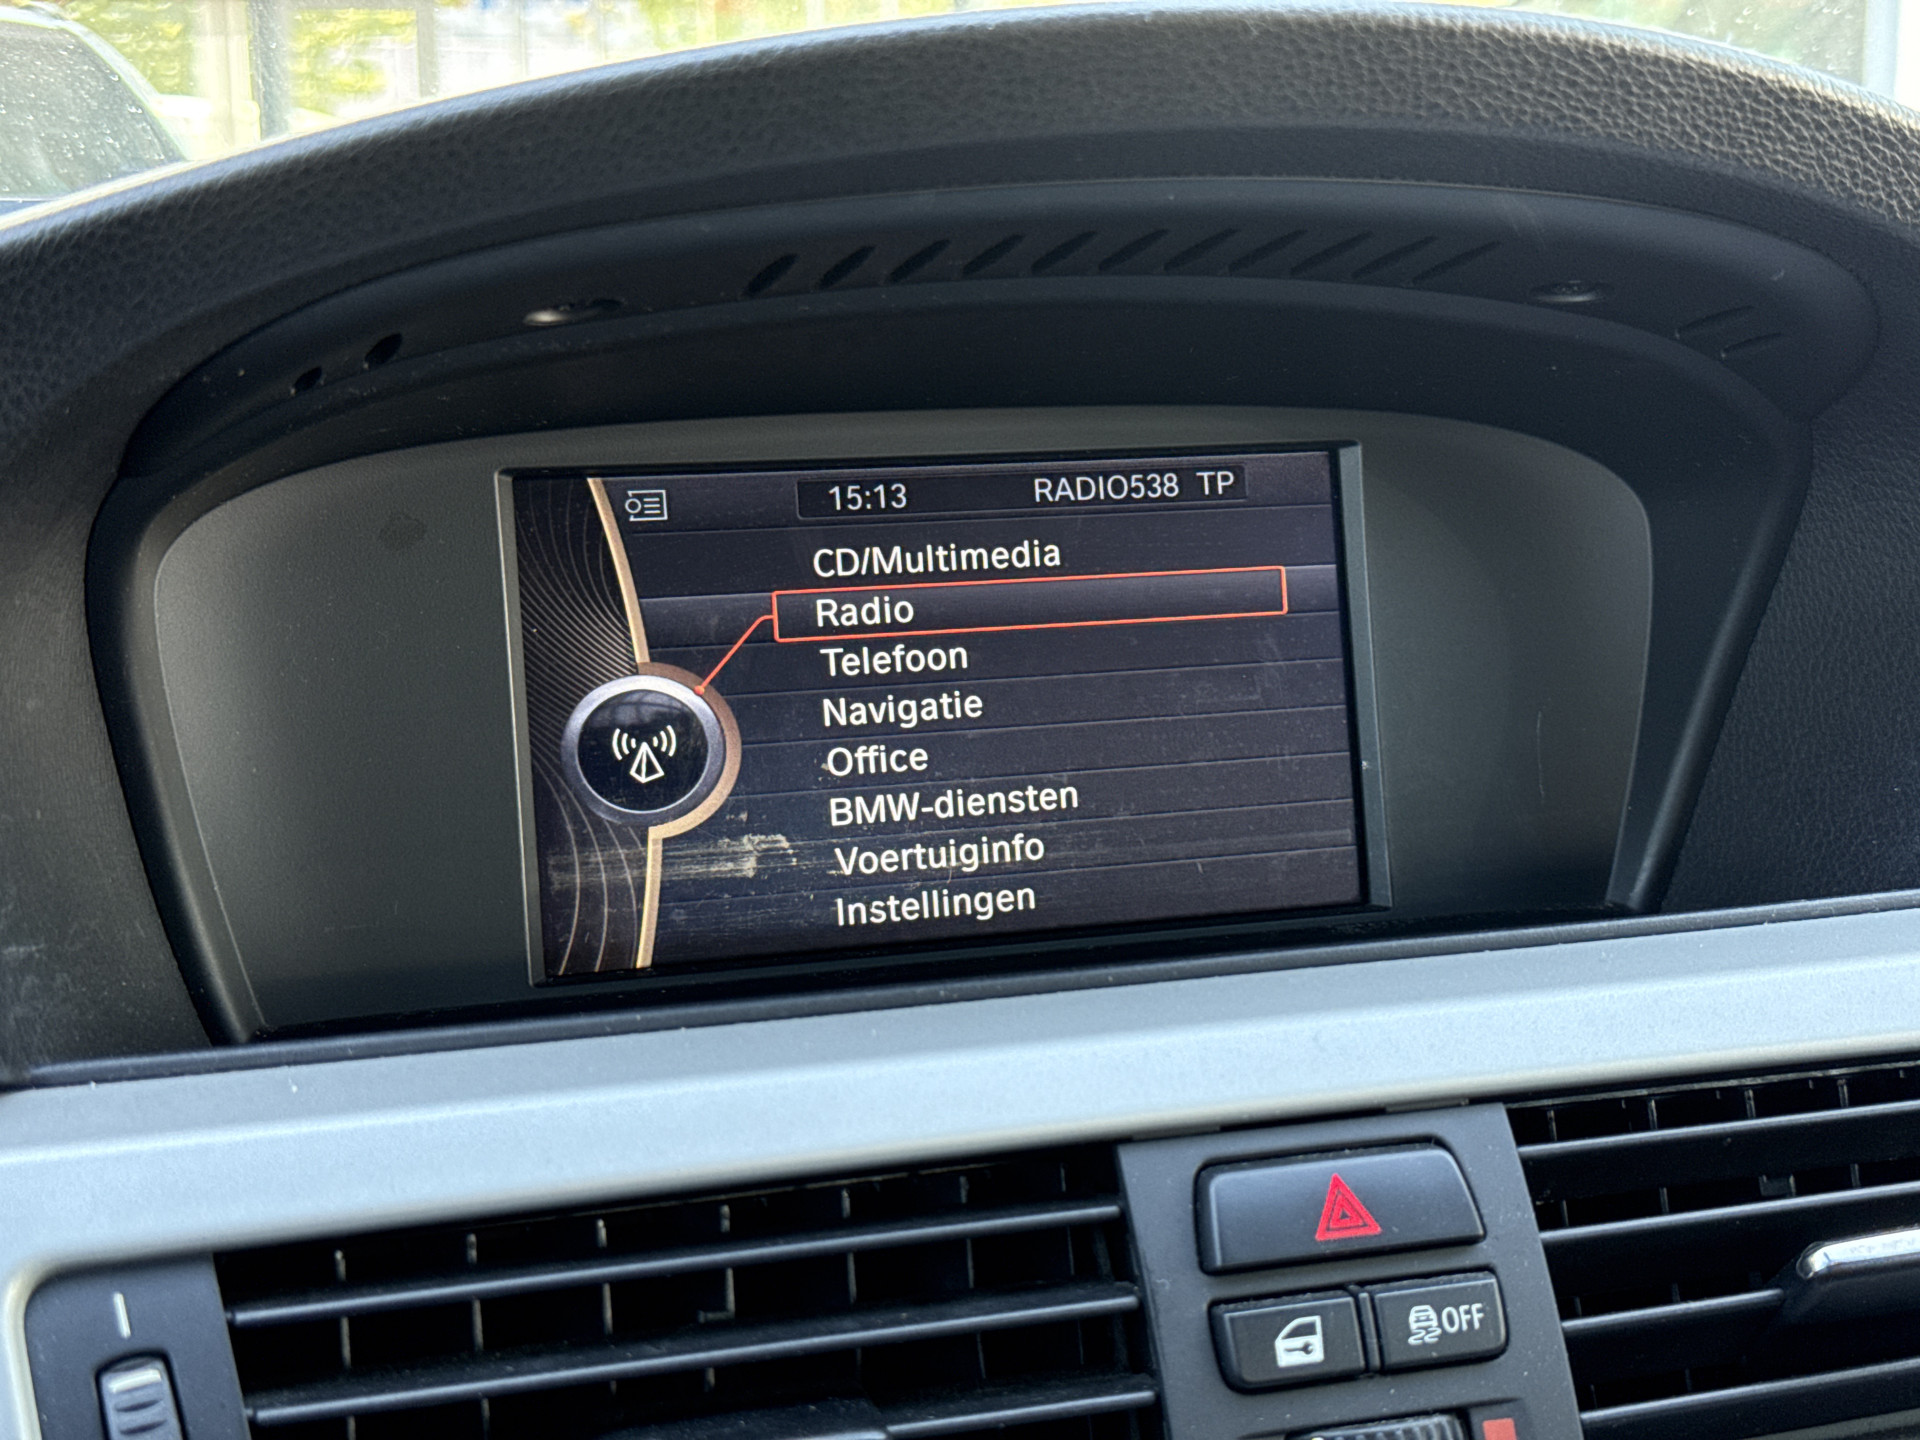 15:13 RADIO538 TP
CD/Multimedia
Radio
Telefoon
Navigatie
Office
BMW-diensten
Voertuiginfo
Instellingen
OFF